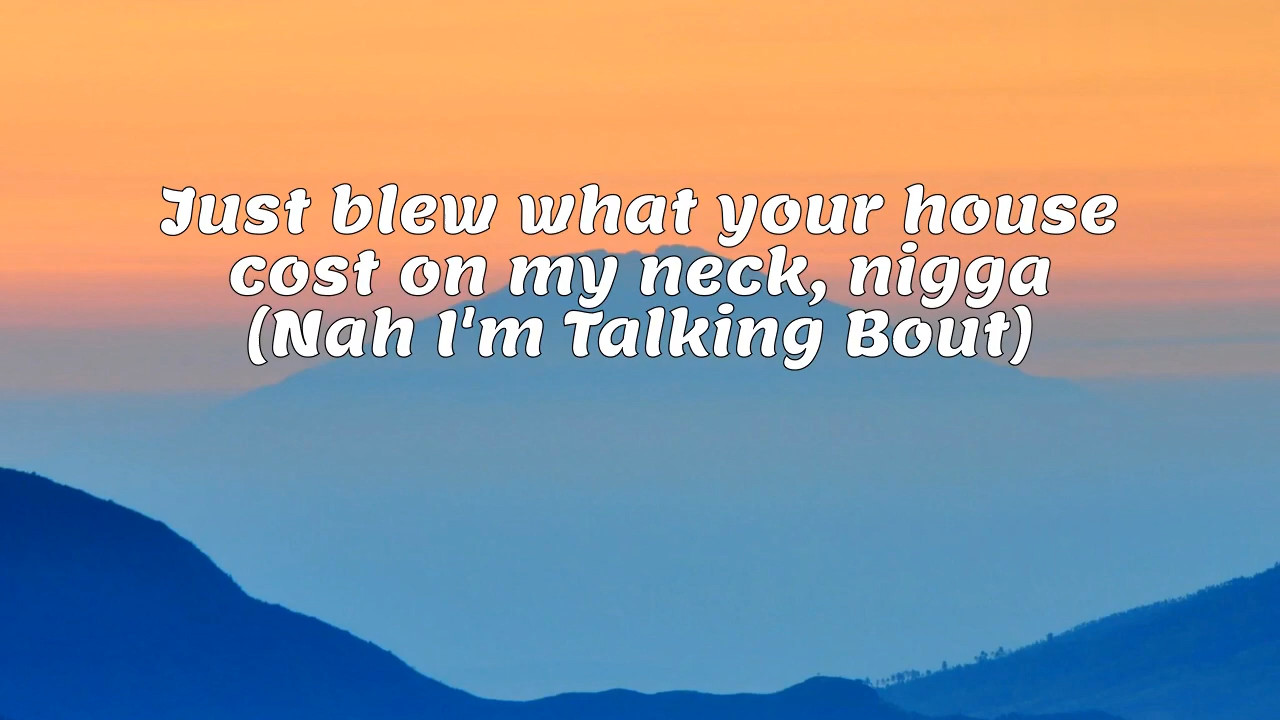 Just blew what your house
cost on my neck, nigga
(Nah I'm Talking Bout)